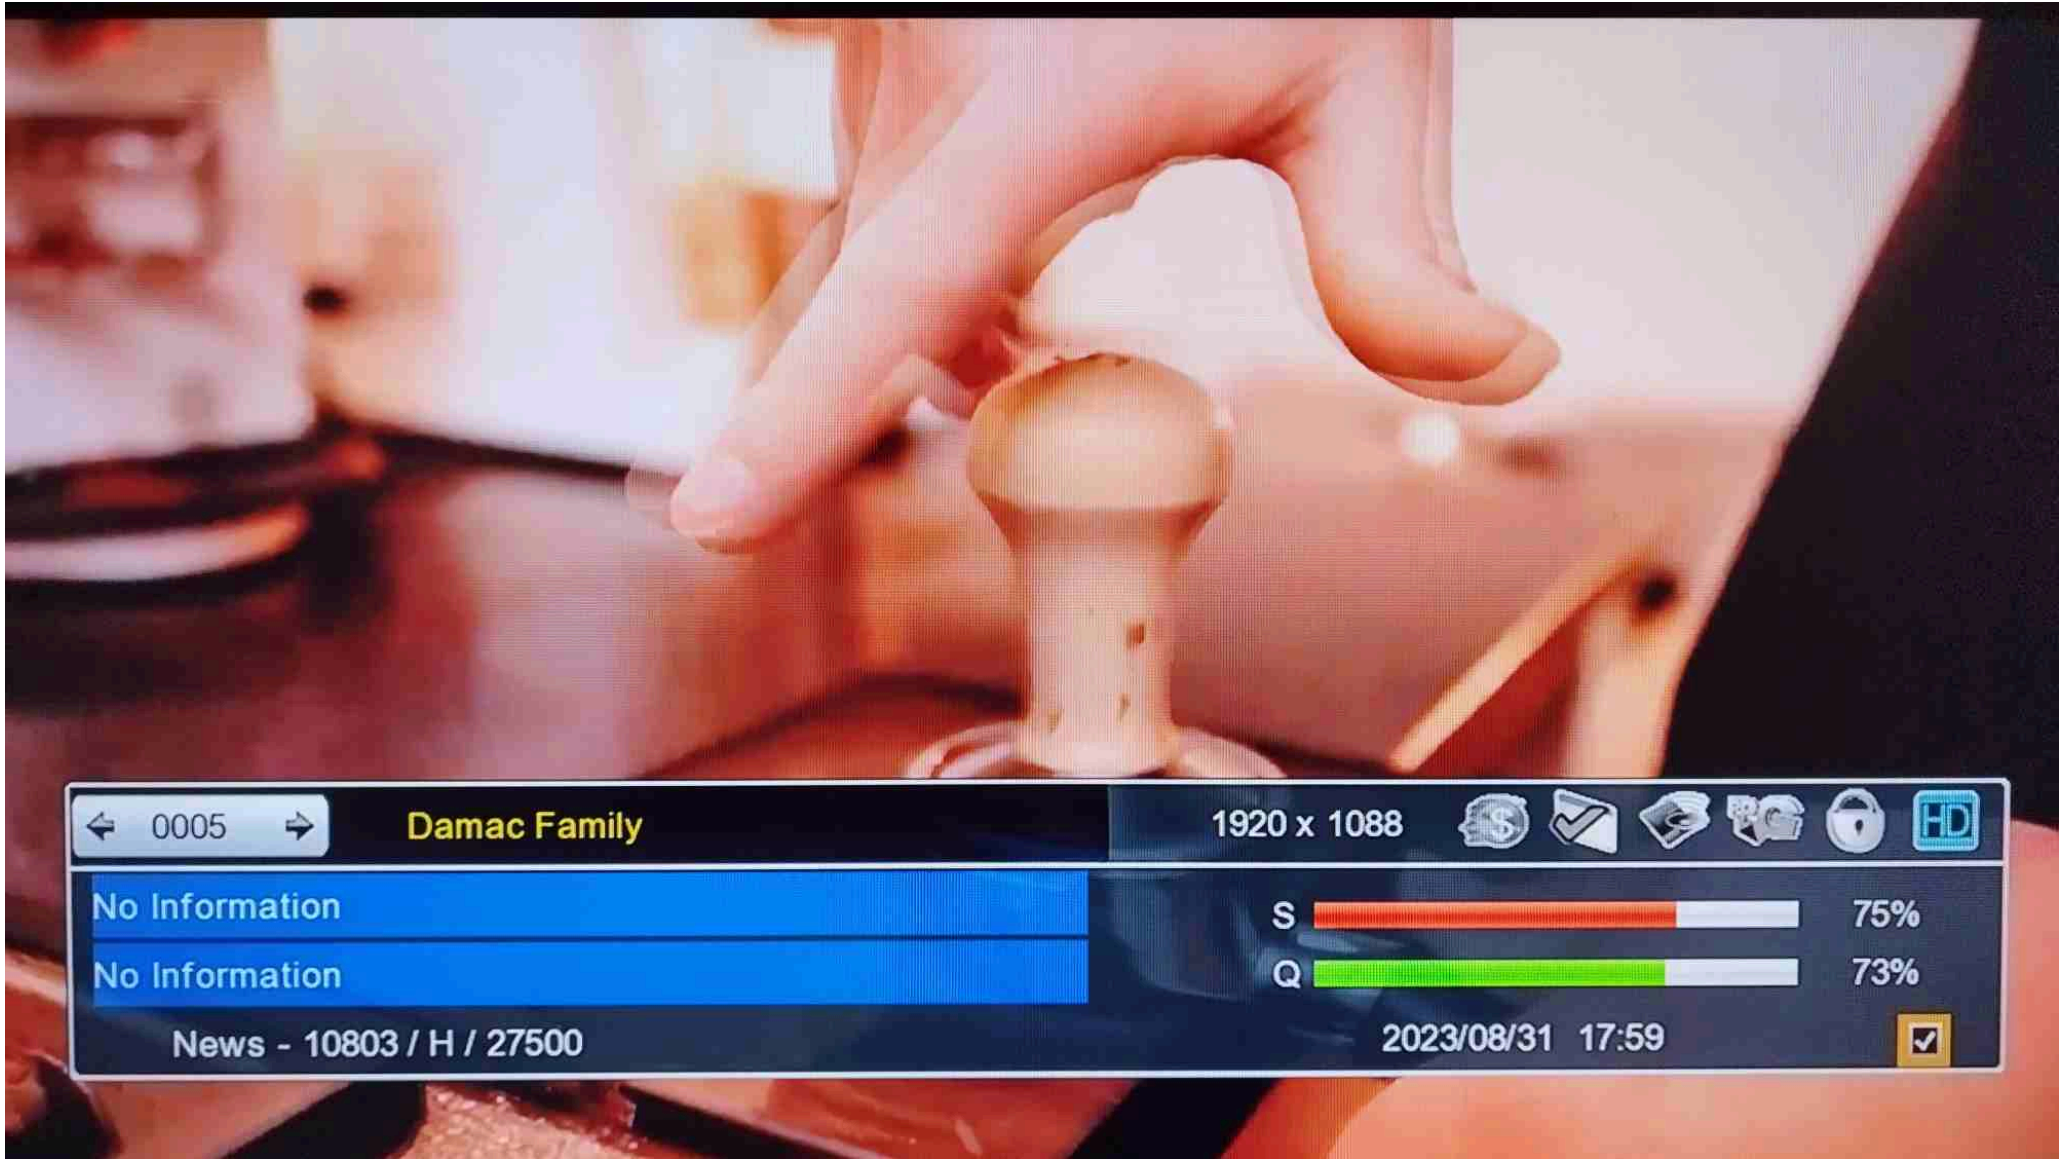 0005 Damac Family 1920 x 1088 HD
No Information
S 75%
No Information
Q 73%
News - 10803 / H / 27500 2023/08/31 17:59